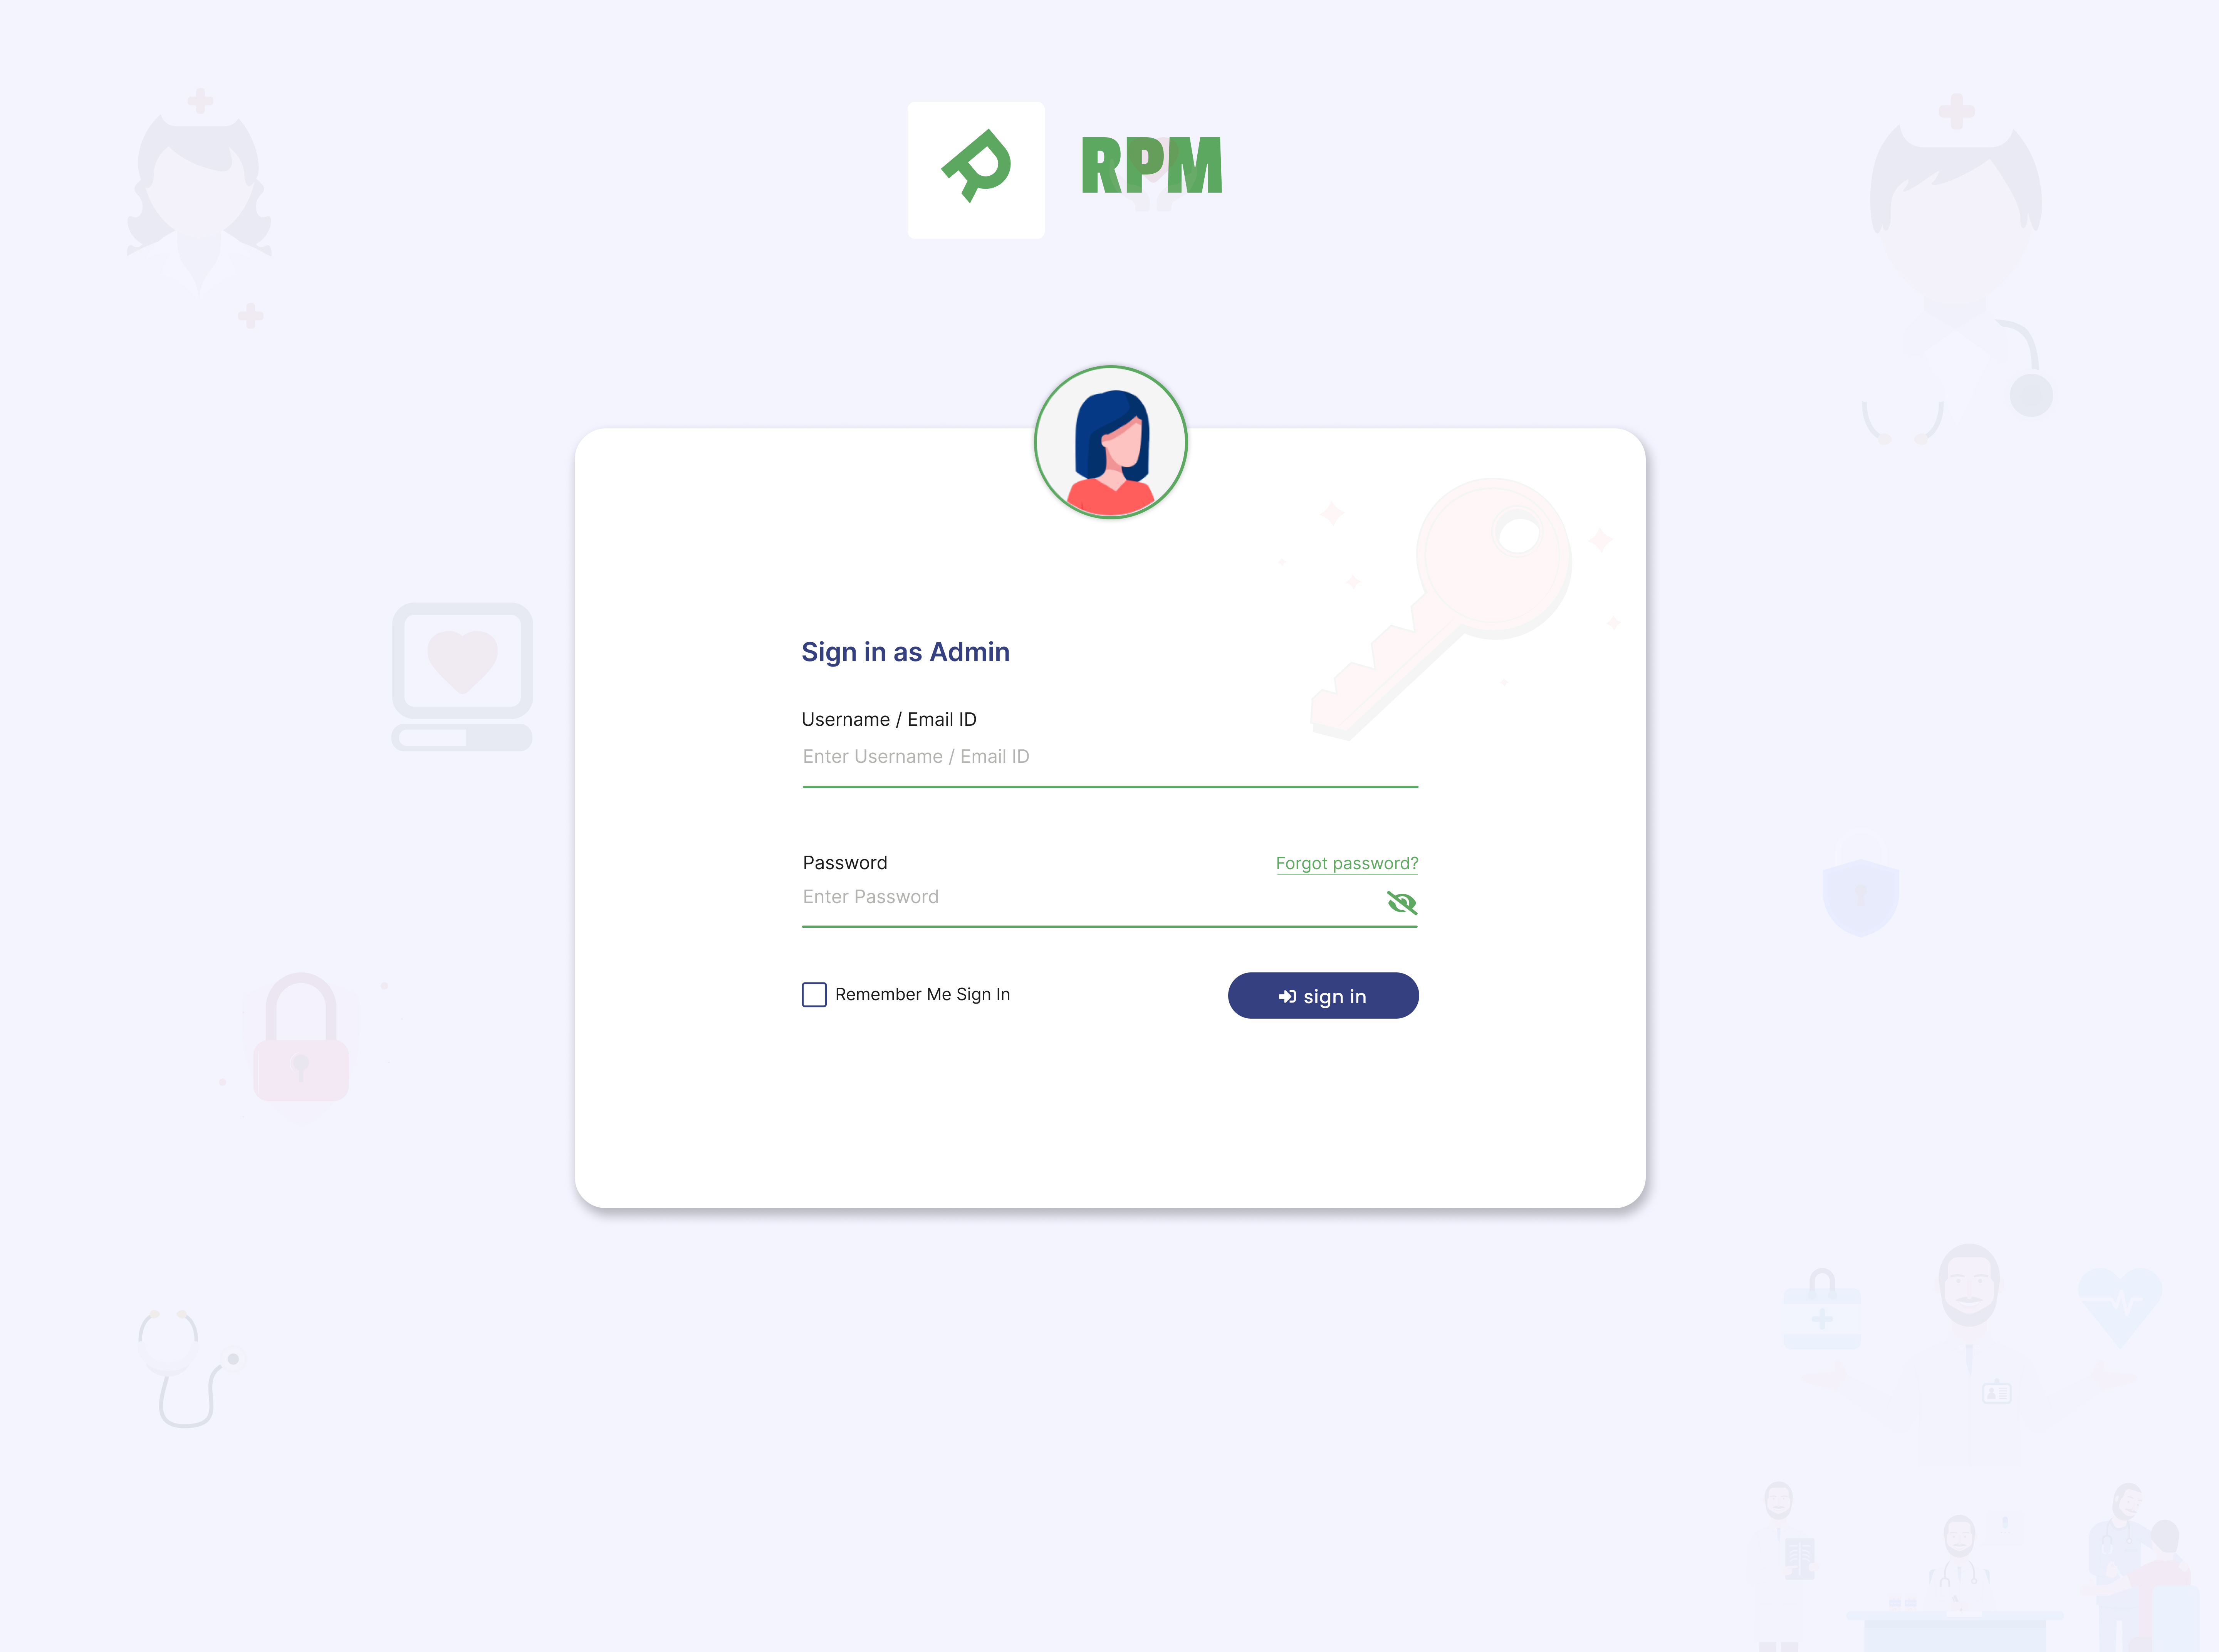 RPM
Sign in as Admin
Username / Email ID
Enter Username / Email ID
Password
Forgot password?
Enter Password
Remember Me Sign In
sign in